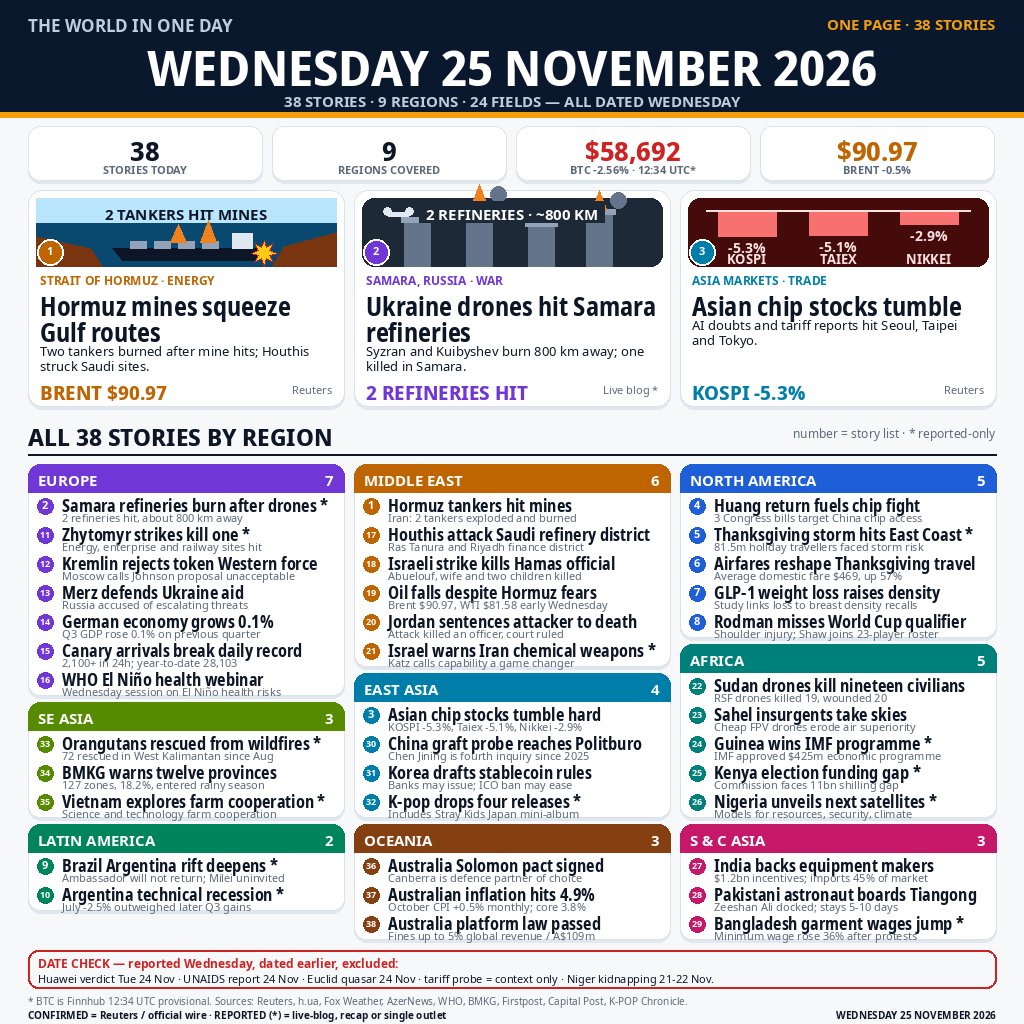 THE WORLD IN ONE DAY
ONE PAGE · 38 STORIES
WEDNESDAY 25 NOVEMBER 2026
38 STORIES · 9 REGIONS · 24 FIELDS — ALL DATED WEDNESDAY
38
STORIES TODAY
9
REGIONS COVERED
$58,692
BTC -2.56% · 12:34 UTC*
$90.97
BRENT -0.5%
2 TANKERS HIT MINES
1
STRAIT OF HORMUZ · ENERGY
Hormuz mines squeeze
Gulf routes
Two tankers burned after mine hits; Houthis
struck Saudi sites.
BRENT $90.97
Reuters
2 REFINERIES · ~800 KM
2
SAMARA, RUSSIA · WAR
Ukraine drones hit Samara
refineries
Syzran and Kuibyshev burn 800 km away; one
killed in Samara.
2 REFINERIES HIT
Live blog *
-5.3%
KOSPI
-5.1%
TAIEX
-2.9%
NIKKEI
3
ASIA MARKETS · TRADE
Asian chip stocks tumble
AI doubts and tariff reports hit Seoul, Taipei
and Tokyo.
KOSPI -5.3%
Reuters
ALL 38 STORIES BY REGION
number = story list · * reported-only
EUROPE 7
2 Samara refineries burn after drones *
2 refineries hit, about 800 km away
11 Zhytomyr strikes kill one *
Energy, enterprise and railway sites hit
12 Kremlin rejects token Western force
Moscow calls Johnson proposal unacceptable
13 Merz defends Ukraine aid
Russia accused of escalating threats
14 German economy grows 0.1%
Q3 GDP rose 0.1% on previous quarter
15 Canary arrivals break daily record
2,100+ in 24h; year-to-date 28,103
16 WHO El Niño health webinar
Wednesday session on El Niño health risks
SE ASIA 3
33 Orangutans rescued from wildfires *
72 rescued in West Kalimantan since Aug
34 BMKG warns twelve provinces
127 zones, 18.2%, entered rainy season
35 Vietnam explores farm cooperation *
Science and technology farm cooperation
LATIN AMERICA 2
9 Brazil Argentina rift deepens *
Ambassador will not return; Milei uninvited
10 Argentina technical recession *
July -2.5% outweighed later Q3 gains
MIDDLE EAST 6
1 Hormuz tankers hit mines
Iran: 2 tankers exploded and burned
17 Houthis attack Saudi refinery district
Ras Tanura and Riyadh finance district
18 Israeli strike kills Hamas official
Abuelouf, wife and two children killed
19 Oil falls despite Hormuz fears
Brent $90.97, WTI $81.58 early Wednesday
20 Jordan sentences attacker to death
Attack killed an officer, court ruled
21 Israel warns Iran chemical weapons *
Katz calls capability a game changer
EAST ASIA 4
3 Asian chip stocks tumble hard
KOSPI -5.3%, Taiex -5.1%, Nikkei -2.9%
30 China graft probe reaches Politburo
Chen Jining is fourth inquiry since 2025
31 Korea drafts stablecoin rules
Banks may issue; ICO ban may ease
32 K-pop drops four releases *
Includes Stray Kids Japan mini-album
OCEANIA 3
36 Australia Solomon pact signed
Canberra is defence partner of choice
37 Australian inflation hits 4.9%
October CPI +0.5% monthly; core 3.8%
38 Australia platform law passed
Fines up to 5% global revenue / A$109m
NORTH AMERICA 5
4 Huang return fuels chip fight
3 Congress bills target China chip access
5 Thanksgiving storm hits East Coast *
81.5m holiday travellers faced storm risk
6 Airfares reshape Thanksgiving travel
Average domestic fare $469, up 57%
7 GLP-1 weight loss raises density
Study links loss to breast density recalls
8 Rodman misses World Cup qualifier
Shoulder injury; Shaw joins 23-player roster
AFRICA 5
22 Sudan drones kill nineteen civilians
RSF drones killed 19, wounded 20
23 Sahel insurgents take skies
Cheap FPV drones erode air superiority
24 Guinea wins IMF programme *
IMF approved $425m economic programme
25 Kenya election funding gap *
Commission faces 11bn shilling gap
26 Nigeria unveils next satellites *
Models for resources, security, climate
S & C ASIA 3
27 India backs equipment makers
$1.2bn incentives; imports 45% of market
28 Pakistani astronaut boards Tiangong
Zeeshan Ali docked; stays 5-10 days
29 Bangladesh garment wages jump *
Minimum wage rose 36% after protests
DATE CHECK — reported Wednesday, dated earlier, excluded:
Huawei verdict Tue 24 Nov · UNAIDS report 24 Nov · Euclid quasar 24 Nov · tariff probe = context only · Niger kidnapping 21-22 Nov.
* BTC is Finnhub 12:34 UTC provisional. Sources: Reuters, h.ua, Fox Weather, AzerNews, WHO, BMKG, Firstpost, Capital Post, K-POP Chronicle.
CONFIRMED = Reuters / official wire · REPORTED (*) = live-blog, recap or single outlet
WEDNESDAY 25 NOVEMBER 2026